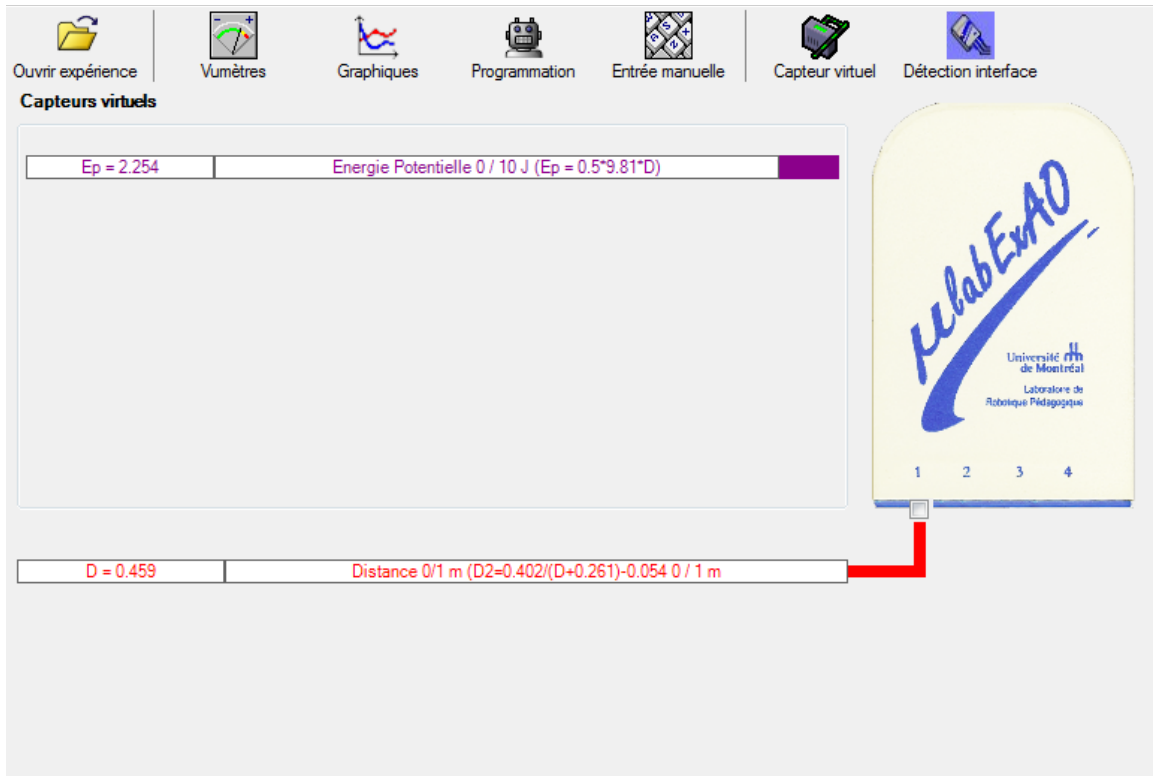 Ouvrir expérience Vumètres Graphiques Programmation Entrée manuelle Capteur virtuel Détection interface
Capteurs virtuels
Ep = 2.254 Energie Potentielle 0 / 10 J (Ep = 0.5*9.81*D)
µlabExAO
Université
de Montréal
Laboratoire de
Robotique Pédagogique
1 2 3 4
D = 0.459 Distance 0/1 m (D2=0.402/(D+0.261)-0.054 0 / 1 m